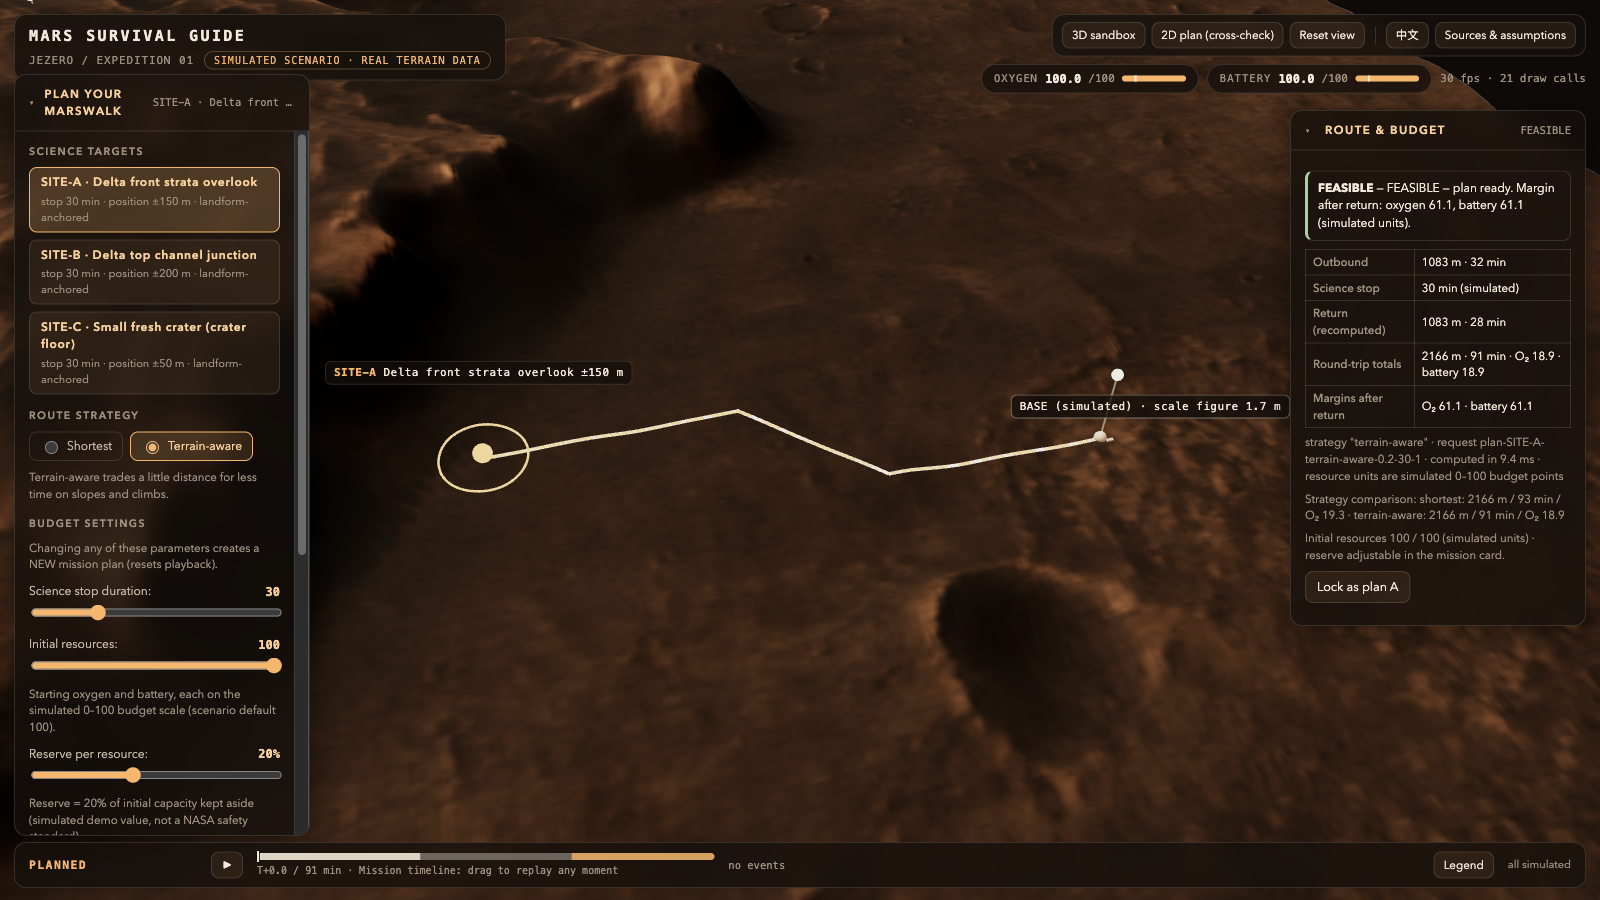 MARS SURVIVAL GUIDE
JEZERO / EXPEDITION 01
SIMULATED SCENARIO · REAL TERRAIN DATA
3D sandbox
2D plan (cross-check)
Reset view
中文
Sources & assumptions
OXYGEN 100.0 /100
BATTERY 100.0 /100
30 fps · 21 draw calls
PLAN YOUR
MARSWALK
SITE-A · Delta front …
SCIENCE TARGETS
SITE-A · Delta front strata overlook
stop 30 min · position ±150 m · landform-
anchored
SITE-B · Delta top channel junction
stop 30 min · position ±200 m · landform-
anchored
SITE-C · Small fresh crater (crater
floor)
stop 30 min · position ±50 m · landform-
anchored
ROUTE STRATEGY
Shortest
Terrain-aware
Terrain-aware trades a little distance for less
time on slopes and climbs.
BUDGET SETTINGS
Changing any of these parameters creates a
NEW mission plan (resets playback).
Science stop duration: 30
Initial resources: 100
Starting oxygen and battery, each on the
simulated 0–100 budget scale (scenario default
100).
Reserve per resource: 20%
Reserve = 20% of initial capacity kept aside
(simulated demo value, not a NASA safety
standard)
SITE-A Delta front strata overlook ±150 m
BASE (simulated) · scale figure 1.7 m
ROUTE & BUDGET
FEASIBLE
FEASIBLE — FEASIBLE — plan ready. Margin
after return: oxygen 61.1, battery 61.1
(simulated units).
Outbound 1083 m · 32 min
Science stop 30 min (simulated)
Return
(recomputed)
1083 m · 28 min
Round-trip totals
2166 m · 91 min · O₂ 18.9 ·
battery 18.9
Margins after
return
O₂ 61.1 · battery 61.1
strategy "terrain-aware" · request plan-SITE-A-
terrain-aware-0.2-30-1 · computed in 9.4 ms ·
resource units are simulated 0–100 budget points
Strategy comparison: shortest: 2166 m / 93 min /
O₂ 19.3 · terrain-aware: 2166 m / 91 min / O₂ 18.9
Initial resources 100 / 100 (simulated units) ·
reserve adjustable in the mission card.
Lock as plan A
PLANNED
T+0.0 / 91 min · Mission timeline: drag to replay any moment
no events
Legend
all simulated